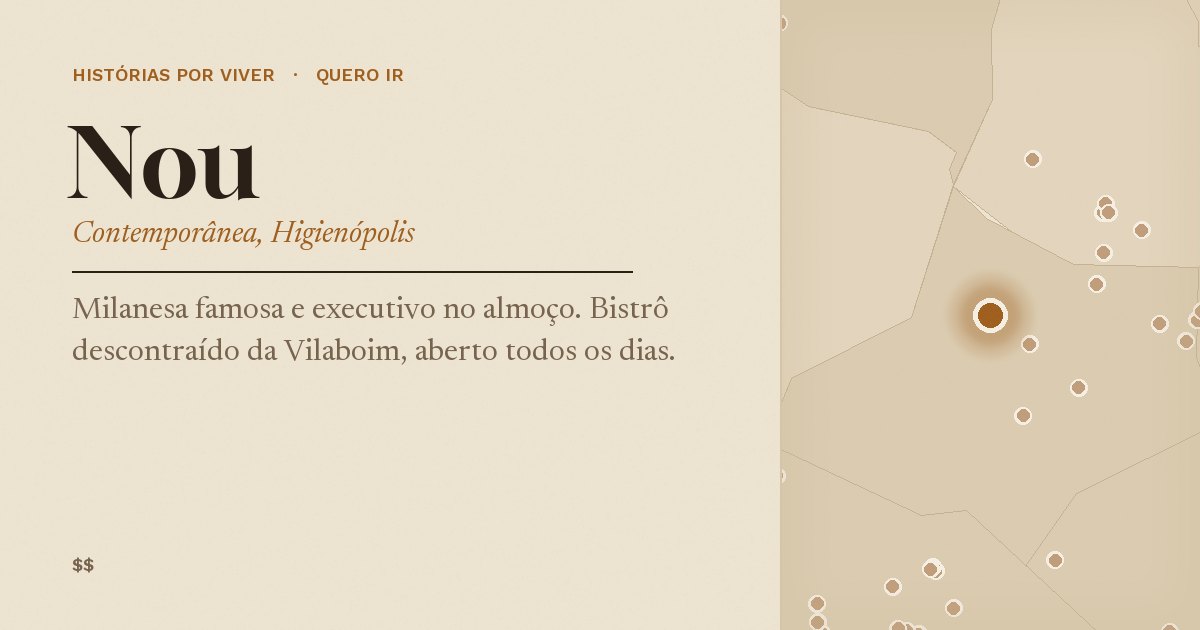 HISTÓRIAS POR VIVER · QUERO IR
Nou
Contemporânea, Higienópolis
Milanesa famosa e executivo no almoço. Bistrô
descontraído da Vilaboim, aberto todos os dias.
$$